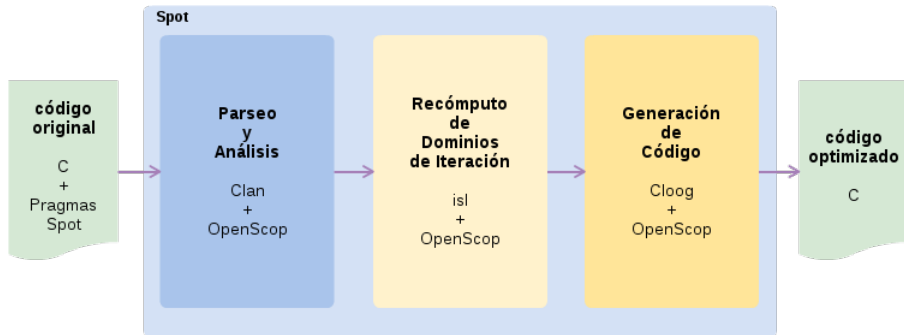 Spot
código
original
C
+
Pragmas
Spot
Parseo
y
Análisis
Clan
+
OpenScop
Recómputo
de
Dominios
de Iteración
isl
+
OpenScop
Generación
de
Código
Cloog
+
OpenScop
código
optimizado
C